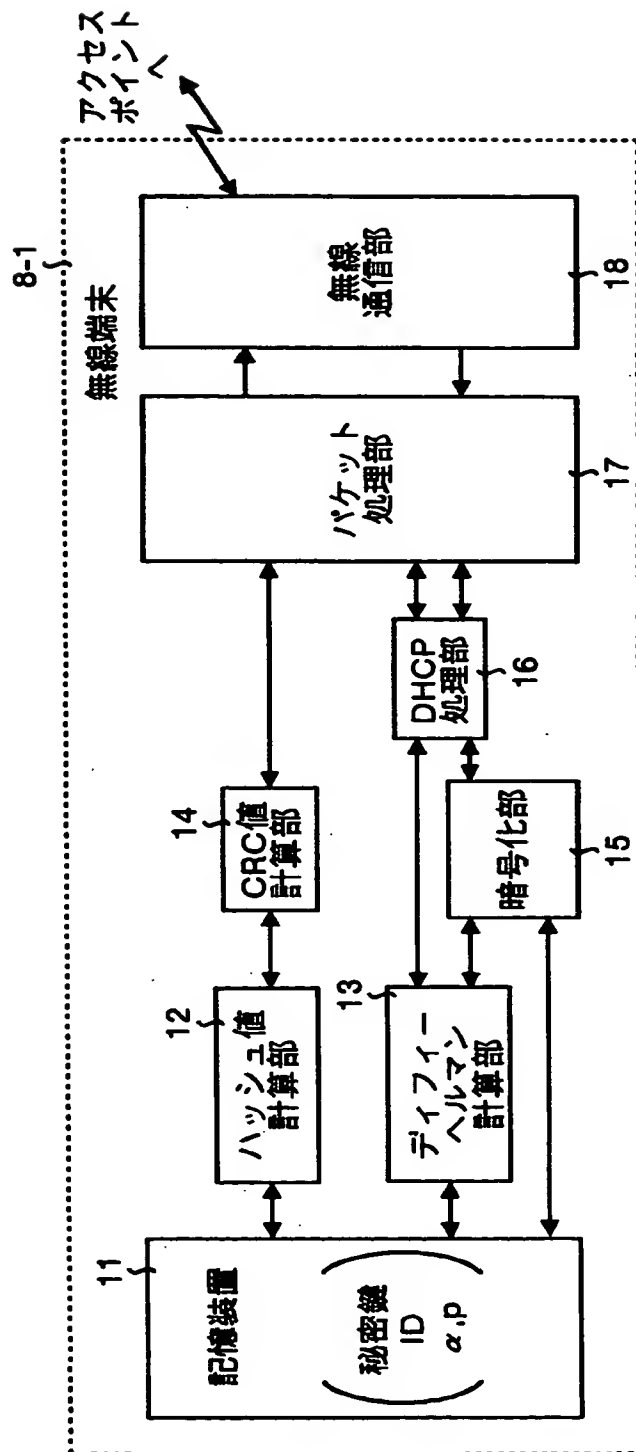 8-1
無線端末
アクセス
ポイント
へ
11
記憶装置
秘密鍵
ID
α,p
12
ハッシュ値
計算部
14
CRC値
計算部
13
ディフィー
ヘルマン
計算部
15
暗号化部
16
DHCP
処理部
17
パケット
処理部
18
無線
通信部